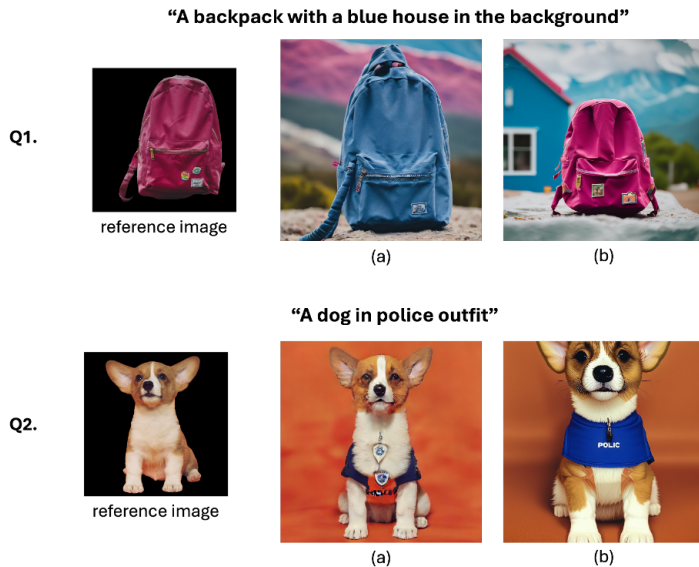 “A backpack with a blue house in the background”
Q1.
reference image
(a)
(b)
“A dog in police outfit”
Q2.
POLIC
reference image
(a)
(b)